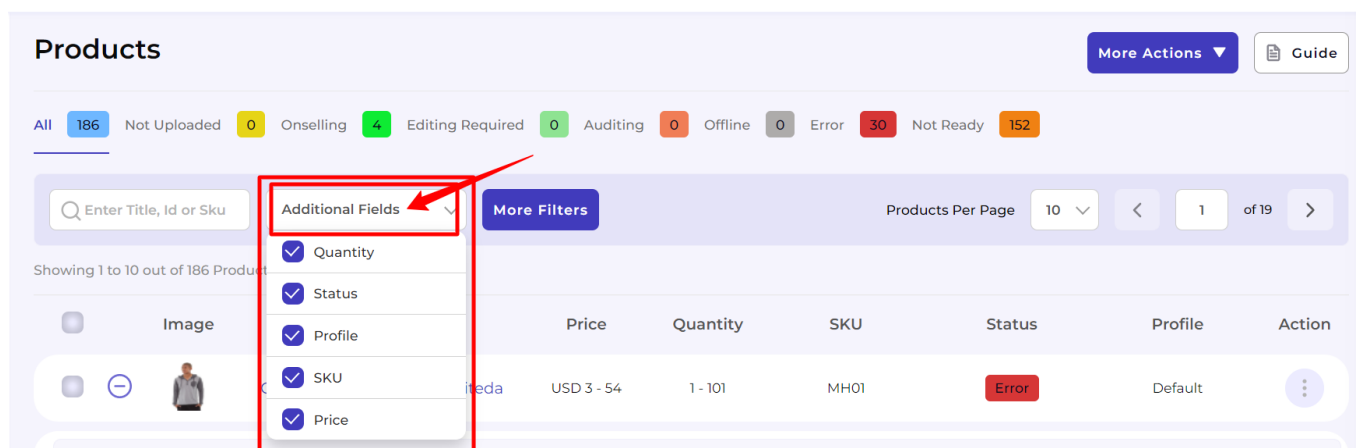 Products
More Actions
Guide
All 186 Not Uploaded 0 Onselling 4 Editing Required 0 Auditing 0 Offline 0 Error 30 Not Ready 152
Enter Title, Id or Sku
Additional Fields
More Filters
Products Per Page 10
1 of 19
Quantity
Status
Profile
SKU
Price
Showing 1 to 10 out of 186
Image Price Quantity SKU Status Profile Action
USD 3 - 54 1 - 101 MH01 Error Default